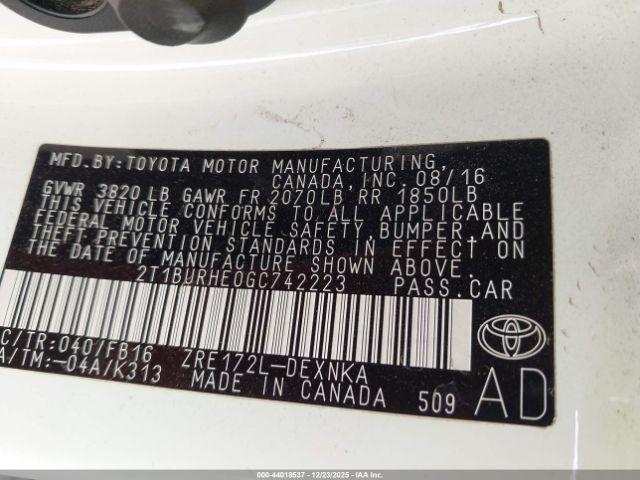 MFD. BY: TOYOTA MOTOR MANUFACTURING,
CANADA, INC. 08/16
GVWR 3820 LB GAWR FR 2070LB RR 1850LB
THIS VEHICLE CONFORMS TO ALL APPLICABLE
FEDERAL MOTOR VEHICLE SAFETY, BUMPER, AND
THEFT PREVENTION STANDARDS IN EFFECT ON
THE DATE OF MANUFACTURE SHOWN ABOVE.
2T1BURHE0GC742223 PASS.CAR
C/TR: 040/FB16 ZRE172L-DEXNKA
A/TM: -04A/K313 MADE IN CANADA 509
AD
000-44018537 - 12/23/2025 - IAA Inc.